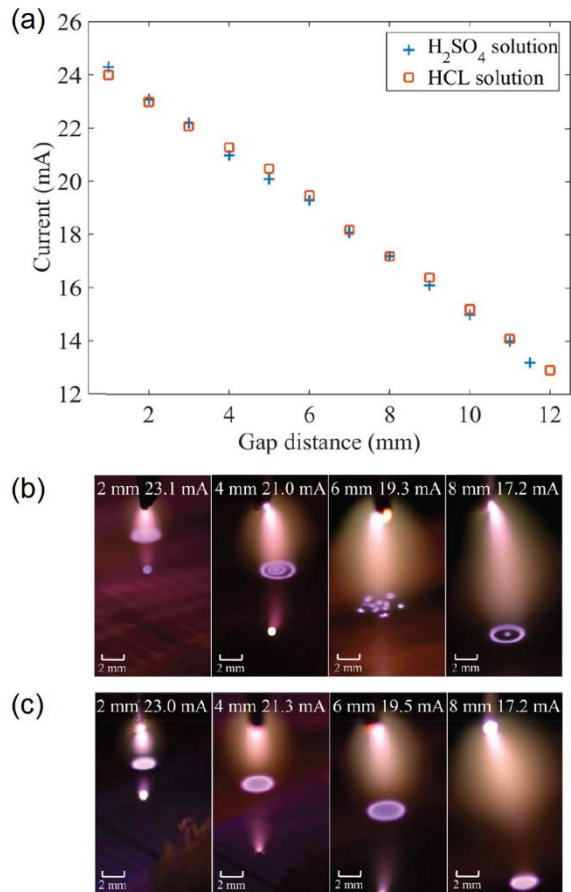 (a)
26
24
22
20
18
16
14
12
Current (mA)
H₂SO₄ solution
HCL solution
2 4 6 8 10 12
Gap distance (mm)
(b)
2 mm 23.1 mA 4 mm 21.0 mA 6 mm 19.3 mA 8 mm 17.2 mA
2 mm 2 mm 2 mm 2 mm
(c)
2 mm 23.0 mA 4 mm 21.3 mA 6 mm 19.5 mA 8 mm 17.2 mA
2 mm 2 mm 2 mm 2 mm